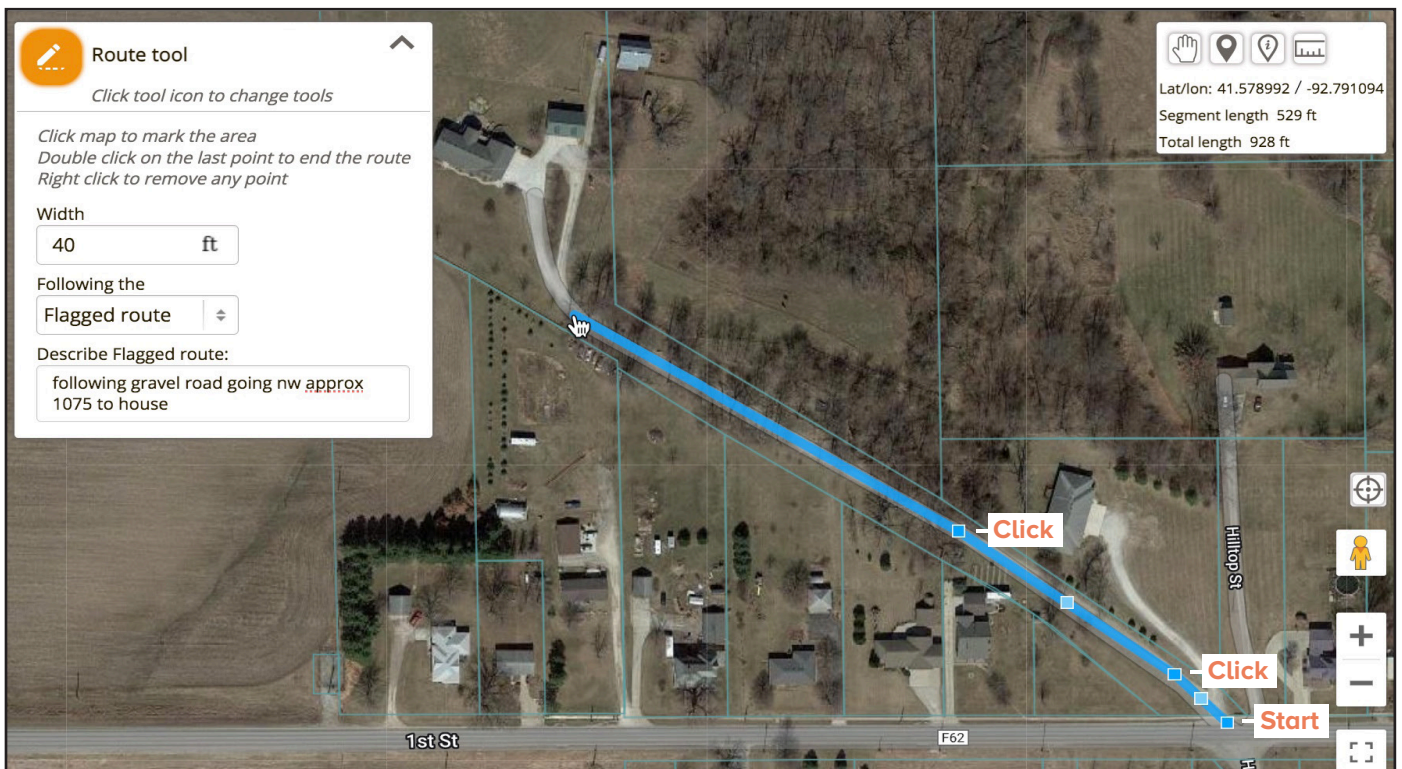 Route tool
Click tool icon to change tools
Click map to mark the area
Double click on the last point to end the route
Right click to remove any point
Width
40 ft
Following the
Flagged route
Describe Flagged route:
following gravel road going nw approx
1075 to house
Lat/lon: 41.578992 / -92.791094
Segment length 529 ft
Total length 928 ft
Click
Hilltop St
Click
Start
1st St
F62
H